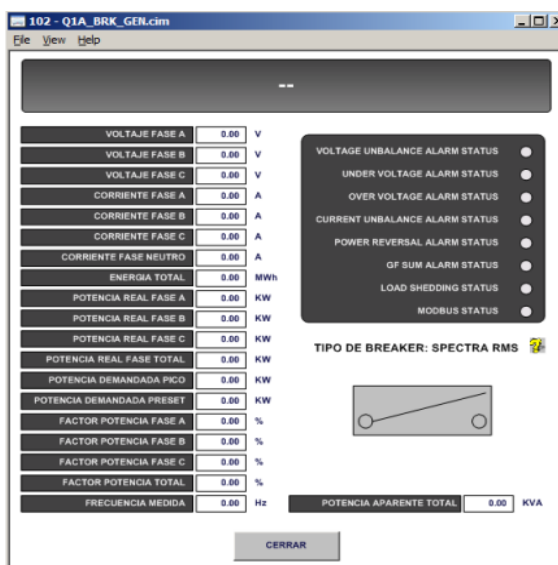 102 - Q1A_BRK_GEN.cim
File View Help
--
VOLTAJE FASE A 0.00 V
VOLTAJE FASE B 0.00 V
VOLTAJE FASE C 0.00 V
CORRIENTE FASE A 0.00 A
CORRIENTE FASE B 0.00 A
CORRIENTE FASE C 0.00 A
CORRIENTE FASE NEUTRO 0.00 A
ENERGIA TOTAL 0.00 MWh
POTENCIA REAL FASE A 0.00 KW
POTENCIA REAL FASE B 0.00 KW
POTENCIA REAL FASE C 0.00 KW
POTENCIA REAL FASE TOTAL 0.00 KW
POTENCIA DEMANDADA PICO 0.00 KW
POTENCIA DEMANDADA PRESET 0.00 KW
FACTOR POTENCIA FASE A 0.00 %
FACTOR POTENCIA FASE B 0.00 %
FACTOR POTENCIA FASE C 0.00 %
FACTOR POTENCIA TOTAL 0.00 %
FRECUENCIA MEDIDA 0.00 Hz
VOLTAGE UNBALANCE ALARM STATUS
UNDER VOLTAGE ALARM STATUS
OVER VOLTAGE ALARM STATUS
CURRENT UNBALANCE ALARM STATUS
POWER REVERSAL ALARM STATUS
GF SUM ALARM STATUS
LOAD SHEDDING STATUS
MODBUS STATUS
TIPO DE BREAKER: SPECTRA RMS
POTENCIA APARENTE TOTAL 0.00 KVA
CERRAR